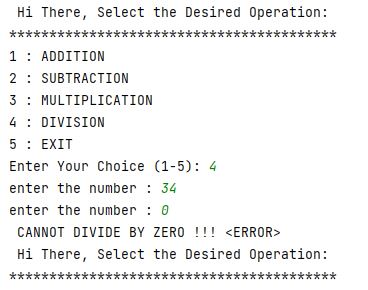 Hi There, Select the Desired Operation:
*****************************************
1 : ADDITION
2 : SUBTRACTION
3 : MULTIPLICATION
4 : DIVISION
5 : EXIT
Enter Your Choice (1-5): 4
enter the number : 34
enter the number : 0
CANNOT DIVIDE BY ZERO !!! <ERROR>
Hi There, Select the Desired Operation:
*****************************************